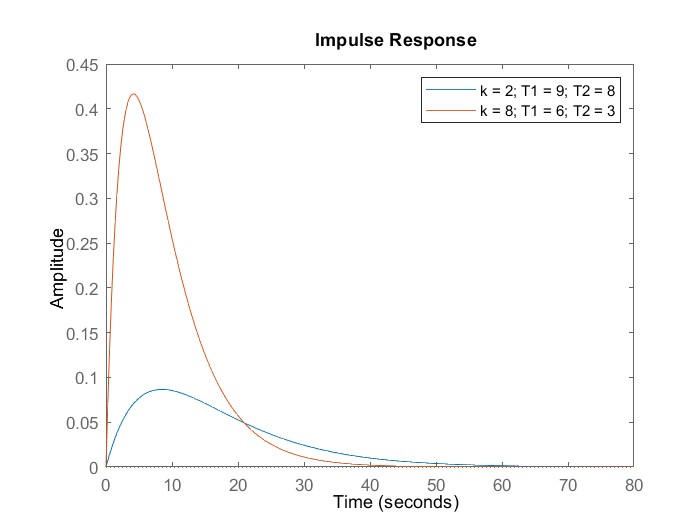 Impulse Response
k = 2; T1 = 9; T2 = 8
k = 8; T1 = 6; T2 = 3
Amplitude
0.45
0.4
0.35
0.3
0.25
0.2
0.15
0.1
0.05
0
0 10 20 30 40 50 60 70 80
Time (seconds)